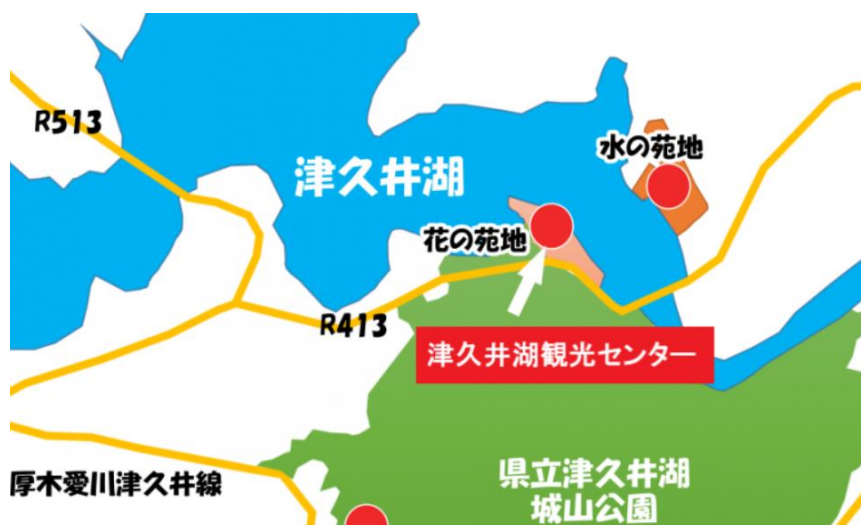 R513
水の苑地
津久井湖
花の苑地
R413
津久井湖観光センター
厚木愛川津久井線
県立津久井湖
城山公園